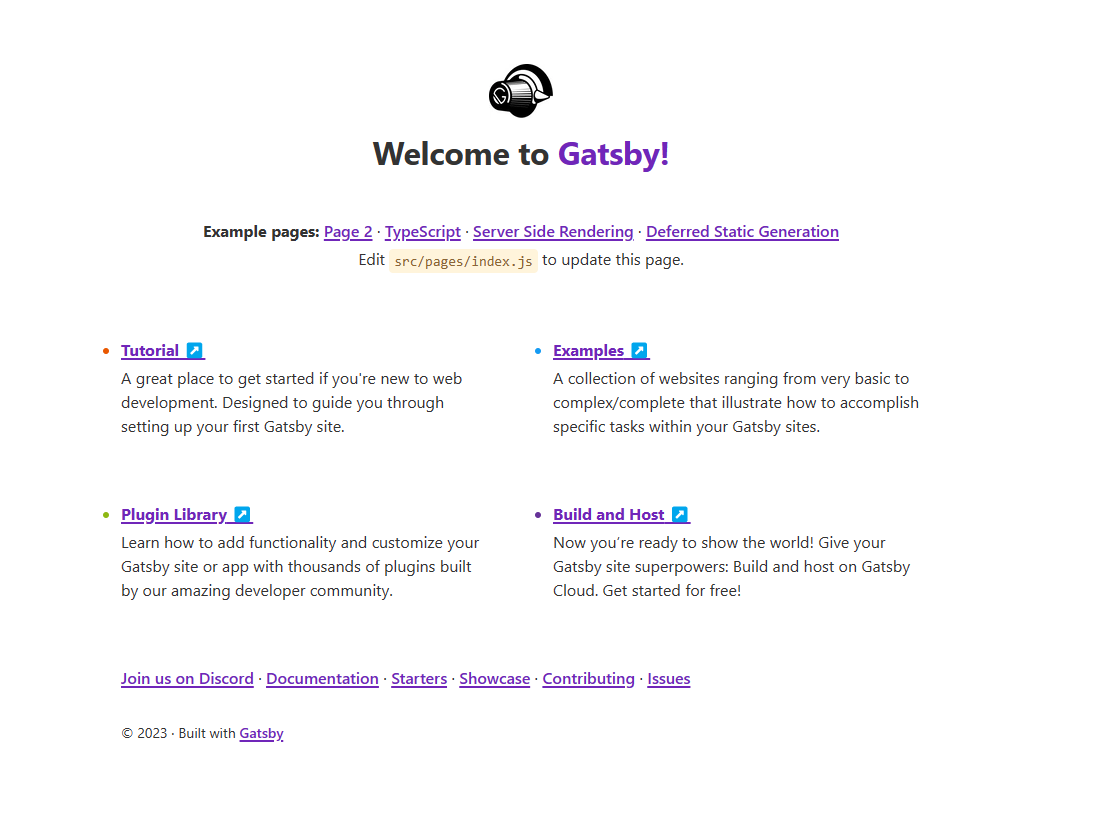 Welcome to Gatsby!
Example pages: Page 2 · TypeScript · Server Side Rendering · Deferred Static Generation
Edit src/pages/index.js to update this page.
Tutorial ↗
A great place to get started if you're new to web
development. Designed to guide you through
setting up your first Gatsby site.
Examples ↗
A collection of websites ranging from very basic to
complex/complete that illustrate how to accomplish
specific tasks within your Gatsby sites.
Plugin Library ↗
Learn how to add functionality and customize your
Gatsby site or app with thousands of plugins built
by our amazing developer community.
Build and Host ↗
Now you’re ready to show the world! Give your
Gatsby site superpowers: Build and host on Gatsby
Cloud. Get started for free!
Join us on Discord · Documentation · Starters · Showcase · Contributing · Issues
© 2023 · Built with Gatsby